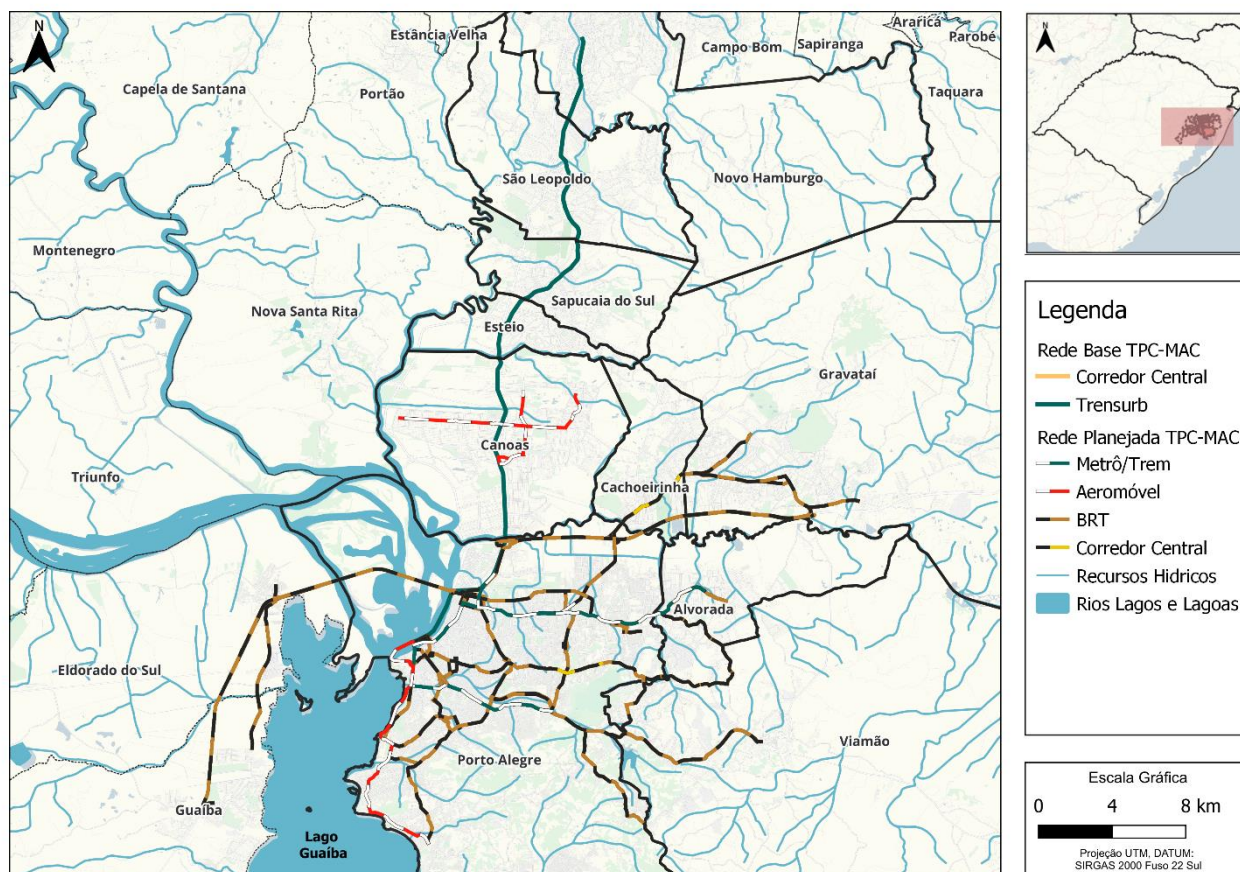 N
Estância Velha
Campo Bom
Sapiranga
Araricá
Parobé
Capela de Santana
Portão
Taquara
São Leopoldo
Novo Hamburgo
Montenegro
Nova Santa Rita
Sapucaia do Sul
Esteio
Gravataí
Canoas
Triunfo
Cachoeirinha
Alvorada
Eldorado do Sul
Viamão
Porto Alegre
Guaíba
Lago
Guaíba
N
Legenda
Rede Base TPC-MAC
Corredor Central
Trensurb
Rede Planejada TPC-MAC
Metrô/Trem
Aeromóvel
BRT
Corredor Central
Recursos Hidricos
Rios Lagos e Lagoas
Escala Gráfica
0 4 8 km
Projeção UTM, DATUM:
SIRGAS 2000 Fuso 22 Sul